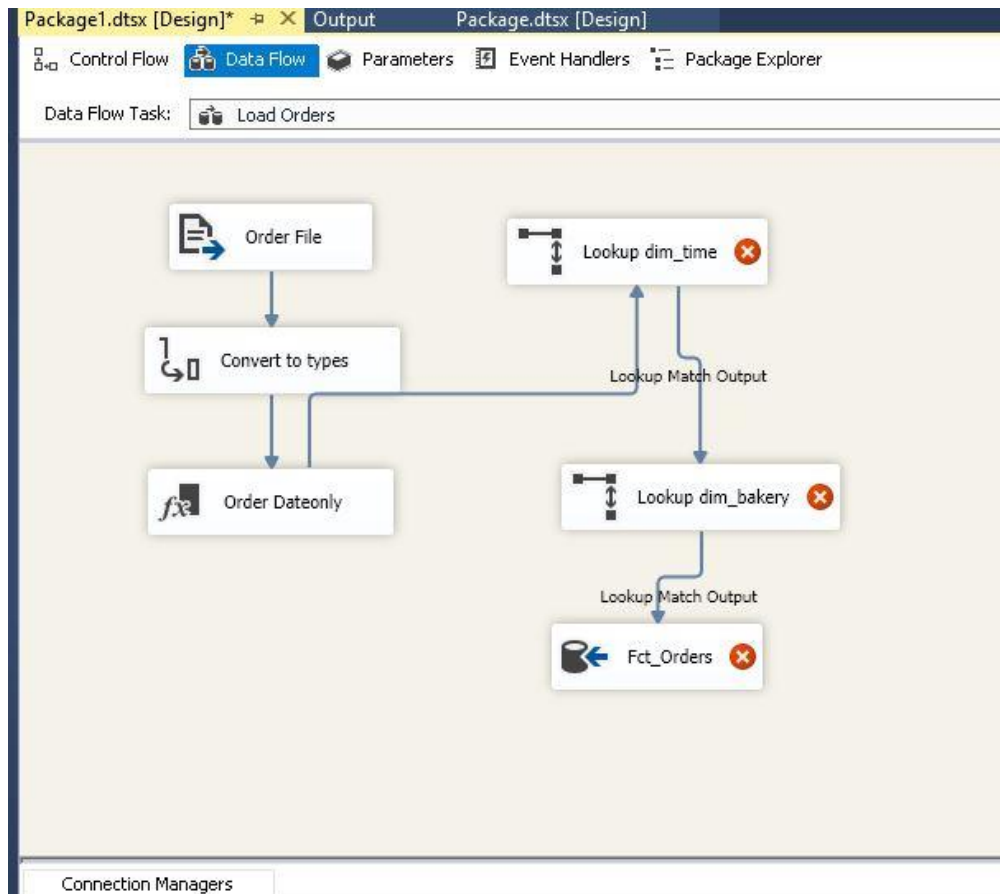 Package1.dtsx [Design]* Output Package.dtsx [Design]
Control Flow Data Flow Parameters Event Handlers Package Explorer
Data Flow Task: Load Orders
Order File
Lookup dim_time
Convert to types
Lookup Match Output
Order Dateonly
Lookup dim_bakery
Lookup Match Output
Fct_Orders
Connection Managers